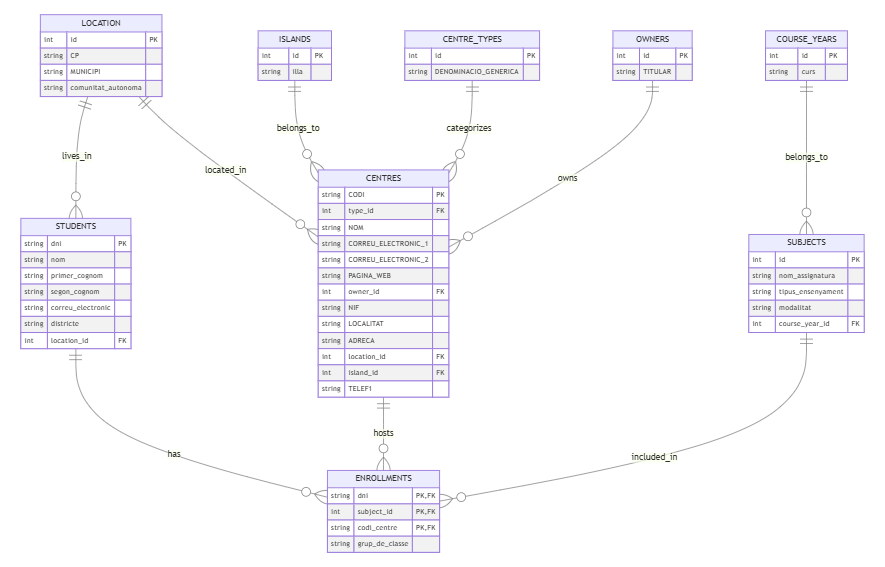 LOCATION
int id PK
string CP
string MUNICIPI
string comunitat_autonoma
ISLANDS
int id PK
string illa
CENTRE_TYPES
int id PK
string DENOMINACIO_GENERICA
OWNERS
int id PK
string TITULAR
COURSE_YEARS
int id PK
string curs
lives_in
located_in
belongs_to
categorizes
owns
belongs_to
STUDENTS
string dni PK
string nom
string primer_cognom
string segon_cognom
string correu_electronic
string districte
int location_id FK
CENTRES
string CODI PK
int type_id FK
string NOM
string CORREU_ELECTRONIC_1
string CORREU_ELECTRONIC_2
string PAGINA_WEB
int owner_id FK
string NIF
string LOCALITAT
string ADRECA
int location_id FK
int island_id FK
string TELEF1
SUBJECTS
int id PK
string nom_assignatura
string tipus_ensenyament
string modalitat
int course_year_id FK
has
hosts
included_in
ENROLLMENTS
string dni PK,FK
int subject_id PK,FK
string codi_centre PK,FK
string grup_de_classe